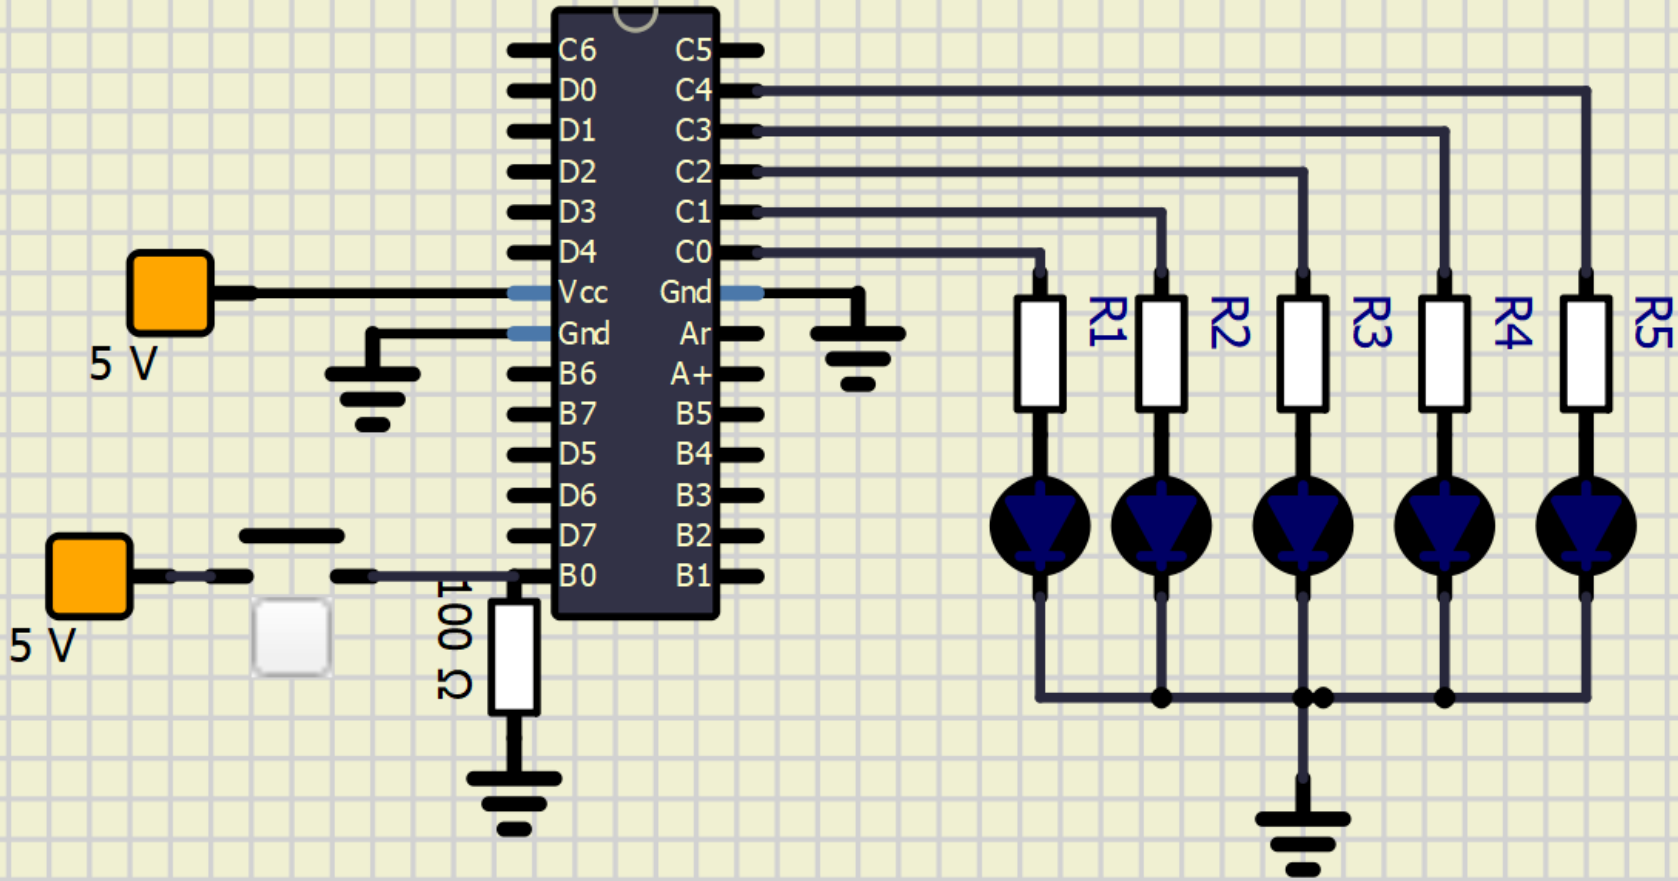 C6 C5
D0 C4
D1 C3
D2 C2
D3 C1
D4 C0
Vcc Gnd
Gnd Ar
B6 A+
B7 B5
D5 B4
D6 B3
D7 B2
B0 B1
5 V
5 V
100 Ω
R1
R2
R3
R4
R5